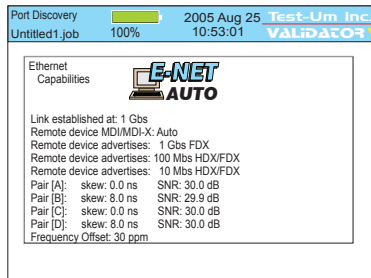 Port Discovery
2005 Aug 25
Test-Um Inc.
Untitled1.job
100%
10:53:01
VALiDATOR
Ethernet
Capabilities
E-NET
AUTO
Link established at: 1 Gbs
Remote device MDI/MDI-X: Auto
Remote device advertises: 1 Gbs FDX
Remote device advertises: 100 Mbs HDX/FDX
Remote device advertises: 10 Mbs HDX/FDX
Pair [A]: skew: 0.0 ns SNR: 30.0 dB
Pair [B]: skew: 8.0 ns SNR: 29.9 dB
Pair [C]: skew: 0.0 ns SNR: 30.0 dB
Pair [D]: skew: 8.0 ns SNR: 30.0 dB
Frequency Offset: 30 ppm